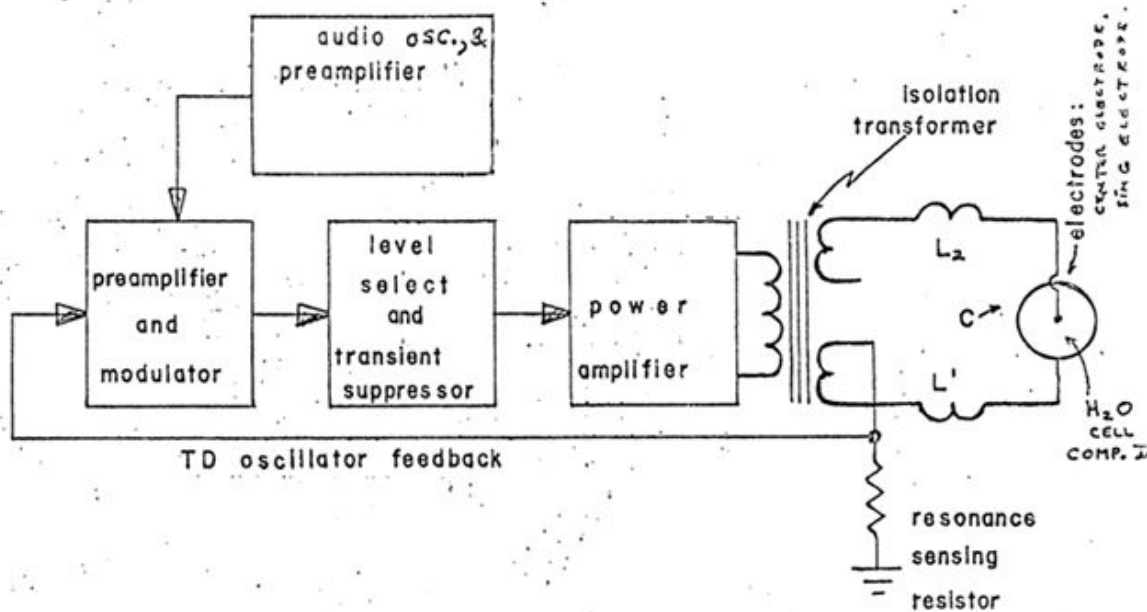 audio osc., &
preamplifier
isolation
transformer
electrodes:
CENTER ELECTRODE,
RING ELECTRODE.
preamplifier
and
modulator
level
select
and
transient
suppressor
power
amplifier
L2
C
L'
H2O
CELL
COMP.
TD oscillator feedback
resonance
sensing
resistor